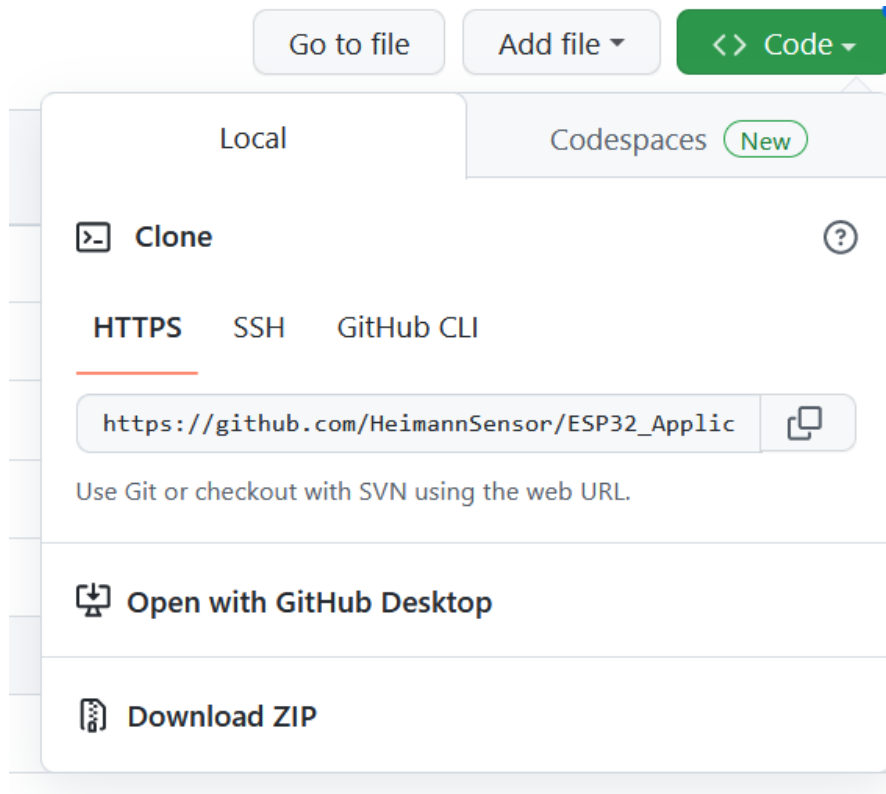 Go to file Add file <> Code
Local Codespaces New
Clone
HTTPS SSH GitHub CLI
https://github.com/HeimannSensor/ESP32_Applic
Use Git or checkout with SVN using the web URL.
Open with GitHub Desktop
Download ZIP